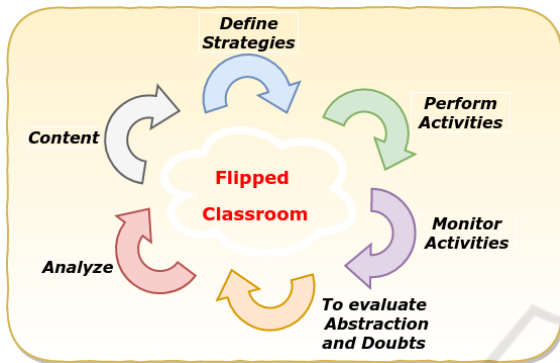 Define
Strategies
Perform
Activities
Content
Flipped
Classroom
Monitor
Activities
Analyze
To evaluate
Abstraction
and Doubts